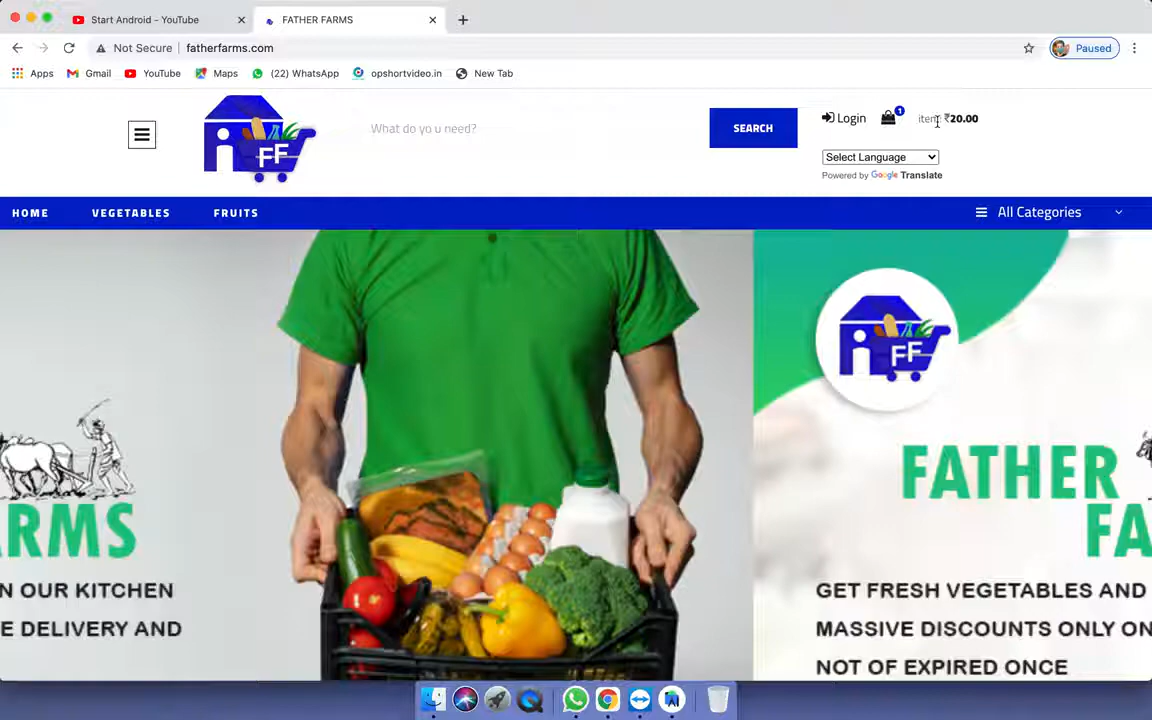 Start Android - YouTube
FATHER FARMS
Not Secure
fatherfarms.com
Paused
Apps
Gmail
YouTube
Maps
(22) WhatsApp
opshortvideo.in
New Tab
FF
What do yo u need?
SEARCH
Login
1
item: ₹20.00
Select Language
Powered by Google Translate
HOME
VEGETABLES
FRUITS
All Categories
FF
FATHER
FA
ARMS
N OUR KITCHEN
E DELIVERY AND
GET FRESH VEGETABLES AND
MASSIVE DISCOUNTS ONLY ON
NOT OF EXPIRED ONCE